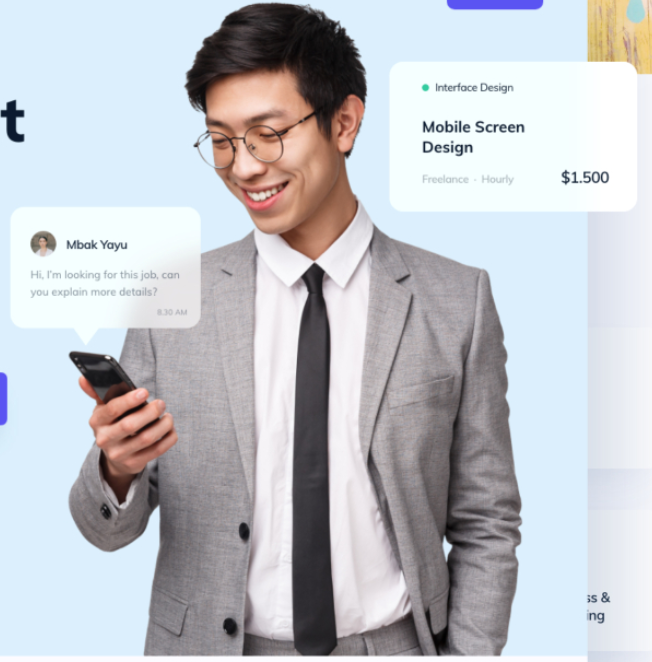 t
Interface Design
Mobile Screen
Design
Freelance - Hourly
$1.500
Mbak Yayu
Hi, I'm looking for this job, can
you explain more details?
8.30 AM
ss &
ing